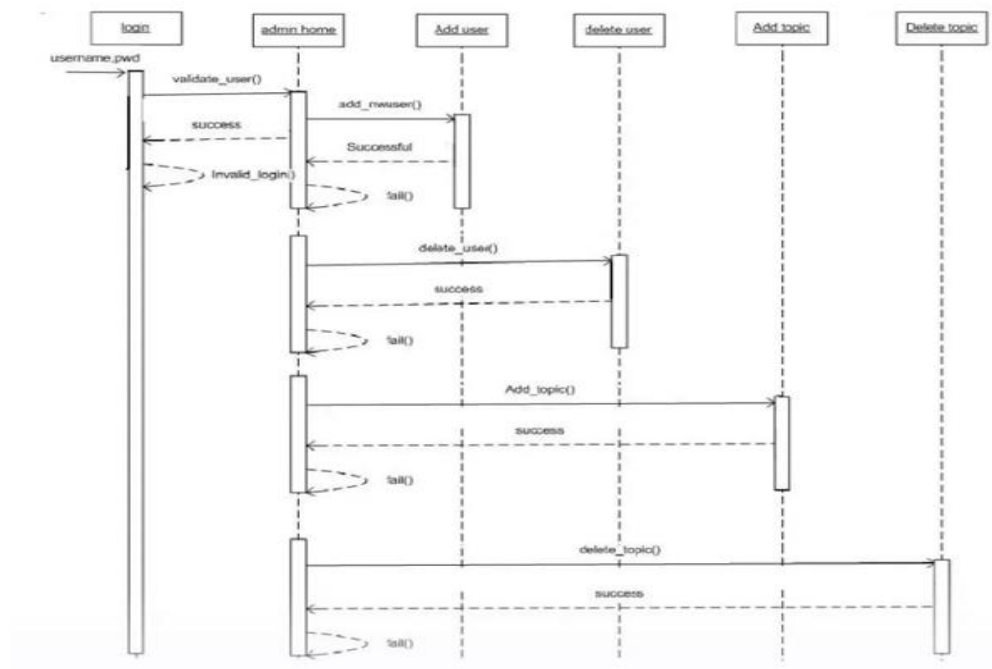 login
admin home
Add user
delete user
Add topic
Delete topic
username,pwd
validate_user()
add_nwuser()
success
Successful
Invalid_login()
fail()
delete_user()
success
fail()
Add_topic()
success
fail()
delete_topic()
success
fail()